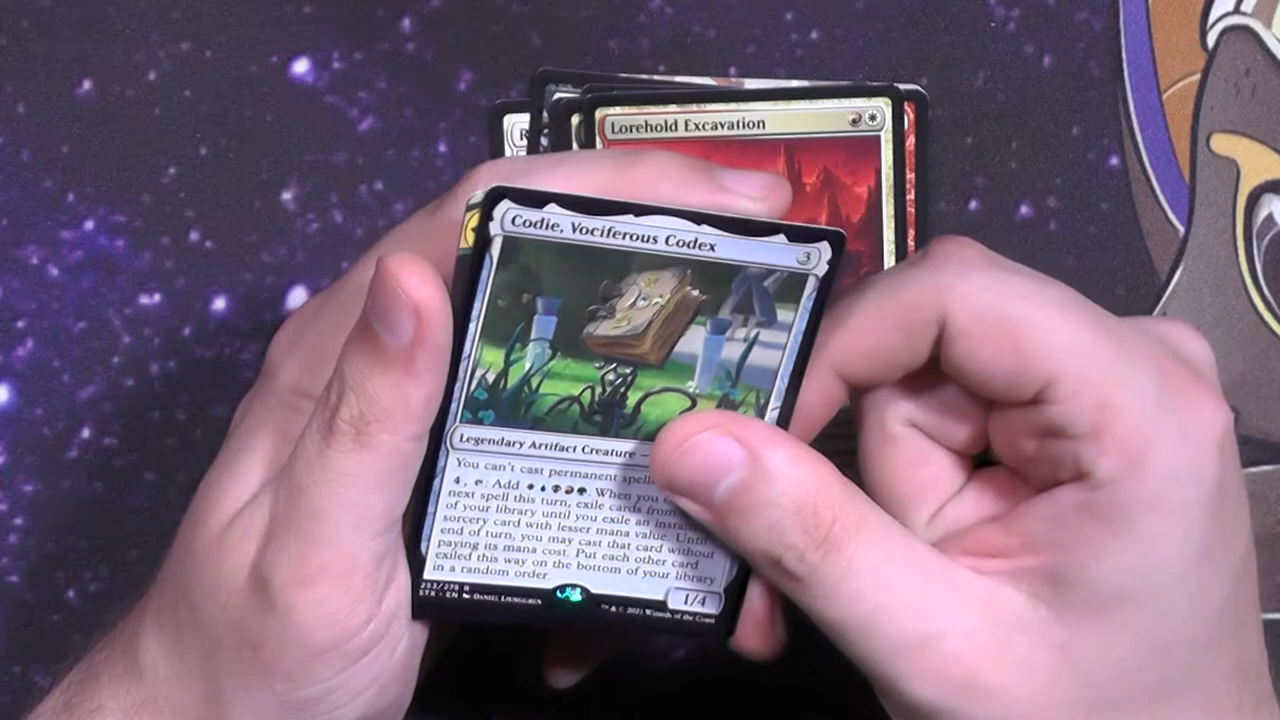 R
Lorehold Excavation
Codie, Vociferous Codex
3
Legendary Artifact Creature —
You can't cast permanent spell
4, : Add . When you
next spell this turn, exile cards from
of your library until you exile an insta
sorcery card with lesser mana value. Until
end of turn, you may cast that card without
paying its mana cost. Put each other card
exiled this way on the bottom of your library
in a random order.
1/4
253/275 R
STX • EN DANIEL LJUNGGREN
™ & © 2021 Wizards of the Coast